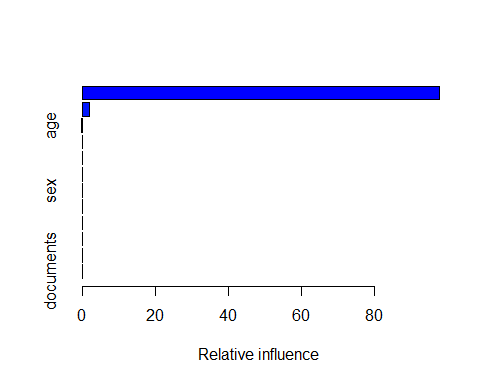 age
sex
documents
0 20 40 60 80
Relative influence